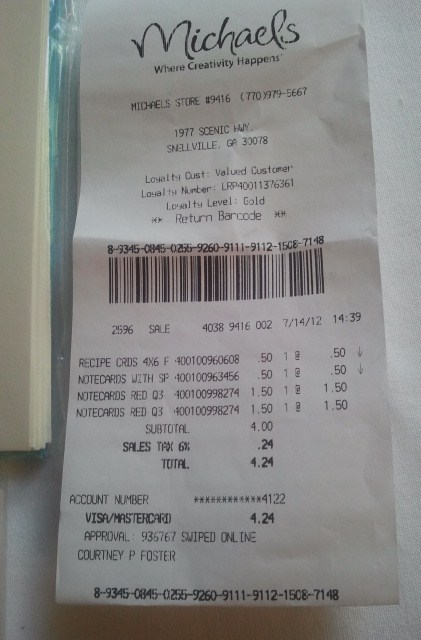 Michaels
Where Creativity Happens
MICHAELS STORE #9416 (770)979-5667
1977 SCENIC HWY.
SNELLVILLE, GA 30078
Loyalty Cust: Valued Customer
Loyalty Number: LRP40011376361
Loyalty Level: Gold
** Return Barcode **
8-9345-0845-0255-9260-9111-9112-1508-7148
2596 SALE 4038 9416 002 7/14/12 14:39
RECIPE CRDS 4X6 F 400100960608 .50 1 @ .50 ↓
NOTECARDS WITH SP 400100963456 .50 1 @ .50 ↓
NOTECARDS RED Q3 400100998274 1.50 1 @ 1.50
NOTECARDS RED Q3 400100998274 1.50 1 @ 1.50
SUBTOTAL 4.00
SALES TAX 6% .24
TOTAL 4.24
ACCOUNT NUMBER ************4122
VISA/MASTERCARD 4.24
APPROVAL: 936767 SWIPED ONLINE
COURTNEY P FOSTER
8-9345-0845-0255-9260-9111-9112-1508-7148